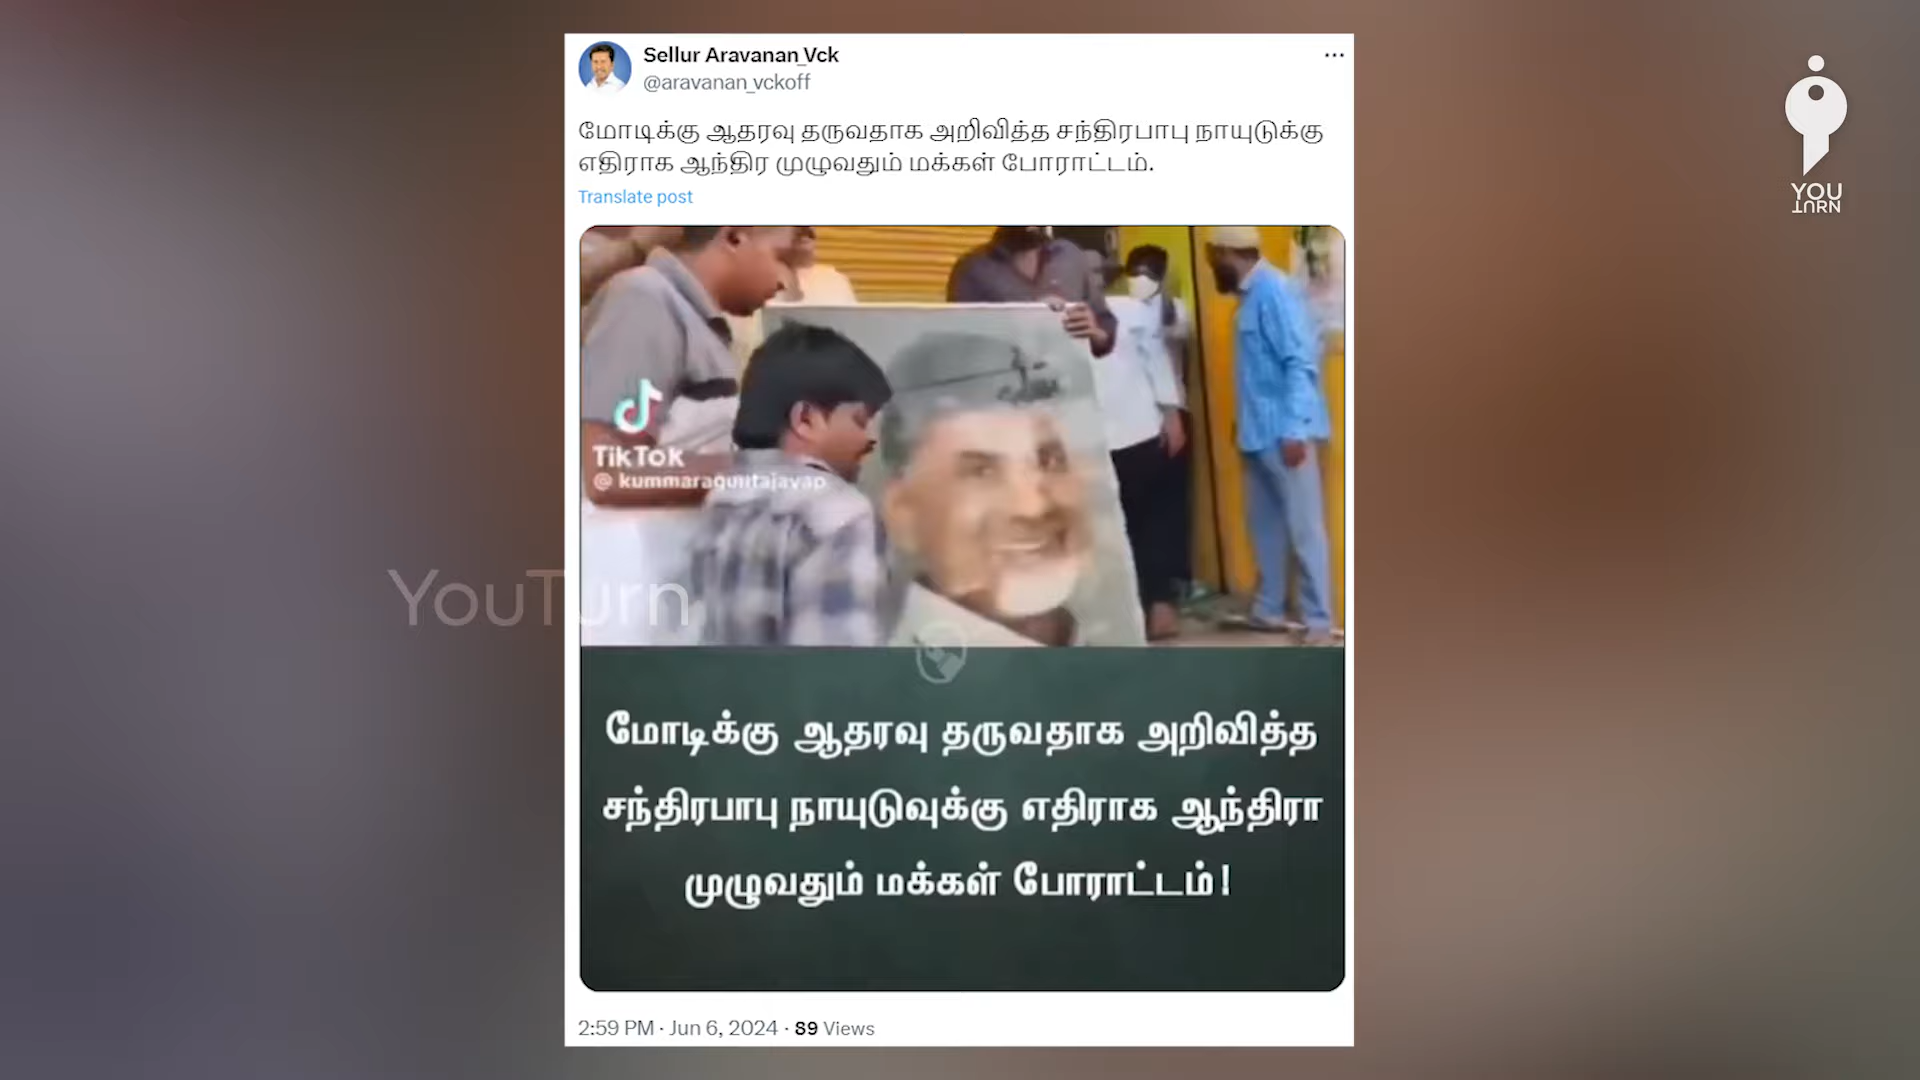 Sellur Aravanan_Vck
@aravanan_vckoff
மோடிக்கு ஆதரவு தருவதாக அறிவித்த சந்திரபாபு நாயுடுக்கு
எதிராக ஆந்திர முழுவதும் மக்கள் போராட்டம்.
Translate post
TikTok
@ kummaraguntajayap
மோடிக்கு ஆதரவு தருவதாக அறிவித்த
சந்திரபாபு நாயுடுவுக்கு எதிராக ஆந்திரா
முழுவதும் மக்கள் போராட்டம்!
2:59 PM · Jun 6, 2024 · 89 Views
YouTurn
YOU
TURN